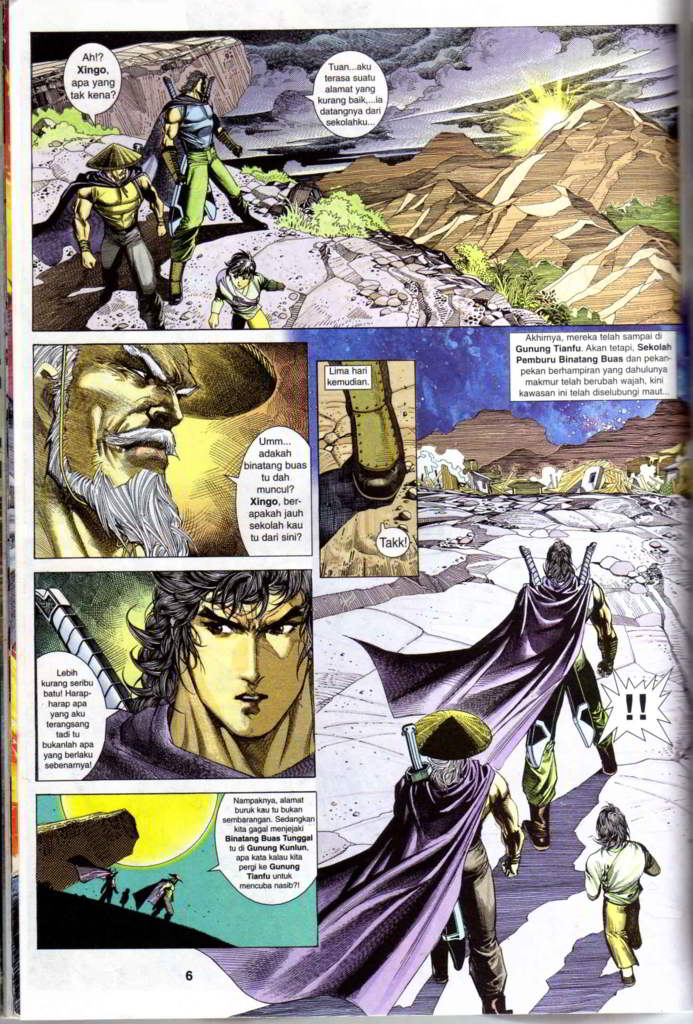 Ah!?
Xingo,
apa yang
tak kena?
Tuan...aku
terasa suatu
alamat yang
kurang baik,...ia
datangnya dari
sekolahku...
Umm...
adakah
binatang buas
tu dah
muncul?
Xingo, ber-
apakah jauh
sekolah kau
tu dari sini?
Lebih
kurang seribu
batu! Harap-
harap apa
yang aku
terangsang
tadi tu
bukanlah apa
yang berlaku
sebenarnya!
Nampaknya, alamat
buruk kau tu bukan
sembarangan. Sedangkan
kita gagal menjejaki
Binatang Buas Tunggal
tu di Gunung Kunlun,
apa kata kalau kita
pergi ke Gunung
Tianfu untuk
mencuba nasib?!
Lima hari
kemudian.
Takk!
Akhirnya, mereka telah sampai di
Gunung Tianfu. Akan tetapi, Sekolah
Pemburu Binatang Buas dan pekan-
pekan berhampiran yang dahulunya
makmur telah berubah wajah, kini
kawasan ini telah diselubungi maut...
!!
6